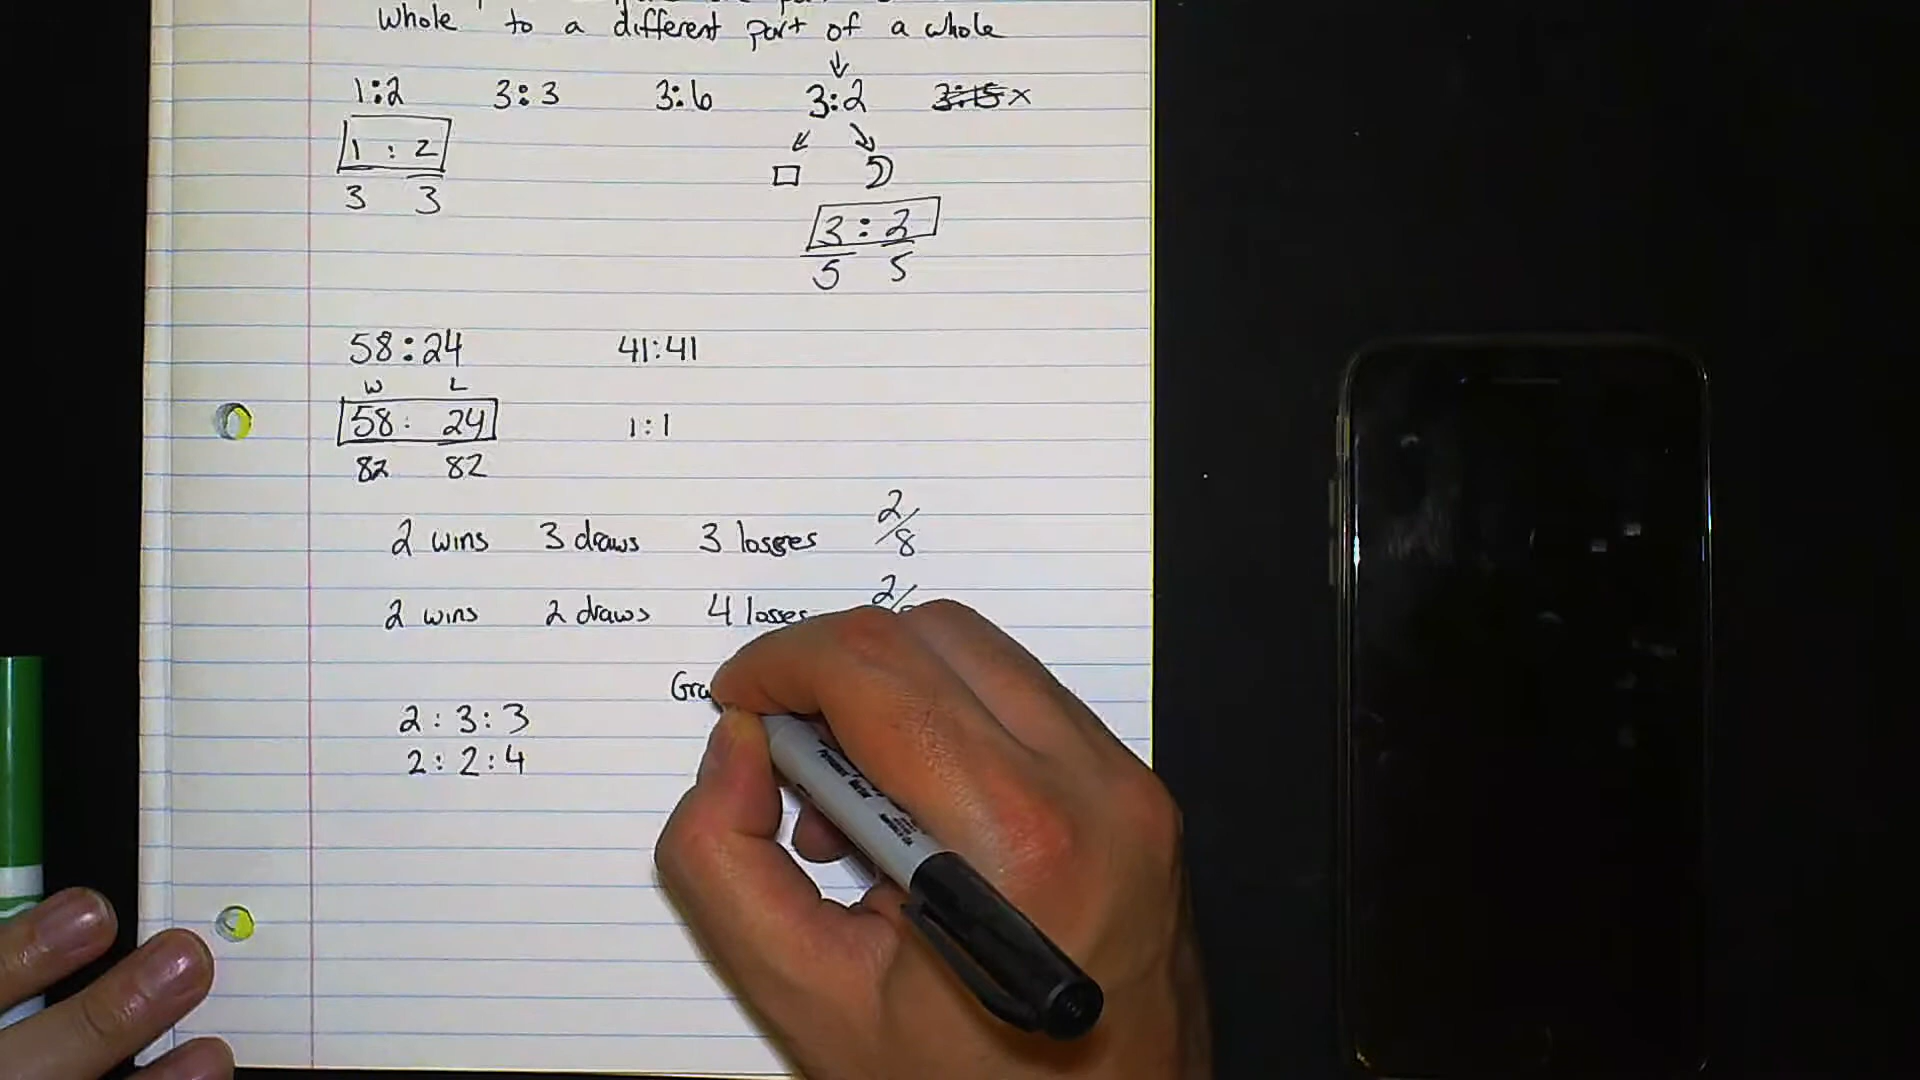 whole to a different part of a whole
↓
1:2 3:3 3:6 3:2 x
1 : 2
3 3
3 : 2
5 5
58:24 41:41
W L
58: 24 1:1
82 82
2 wins 3 draws 3 losses 2/8
2 wins 2 draws 4 losses 2/
Gra
2 : 3 : 3
2 : 2 : 4